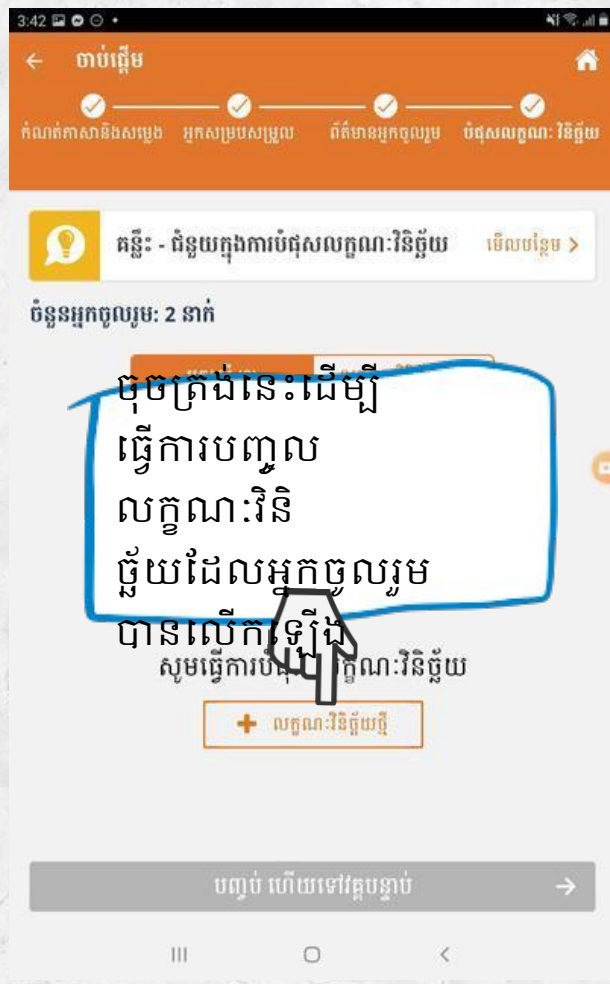 3:42
ចាប់ផ្តើម
កំណត់ភាសានិងសម្លេង អ្នកសម្របសម្រួល ព័ត៌មានអ្នកចូលរួម បំផុសលក្ខណៈវិនិច្ឆ័យ
គន្លឹះ - ជំនួយក្នុងការបំផុសលក្ខណៈវិនិច្ឆ័យ មើលបន្ថែម >
ចំនួនអ្នកចូលរួម: 2 នាក់
ចុចត្រង់នេះដើម្បី
ធ្វើការបញ្ចូល
លក្ខណៈវិនិ
ច្ឆ័យដែលអ្នកចូលរួម
បានលើកឡើង
សូមធ្វើការបំផុសលក្ខណៈវិនិច្ឆ័យ
+ លក្ខណៈវិនិច្ឆ័យថ្មី
បញ្ចប់ ហើយទៅវគ្គបន្ទាប់